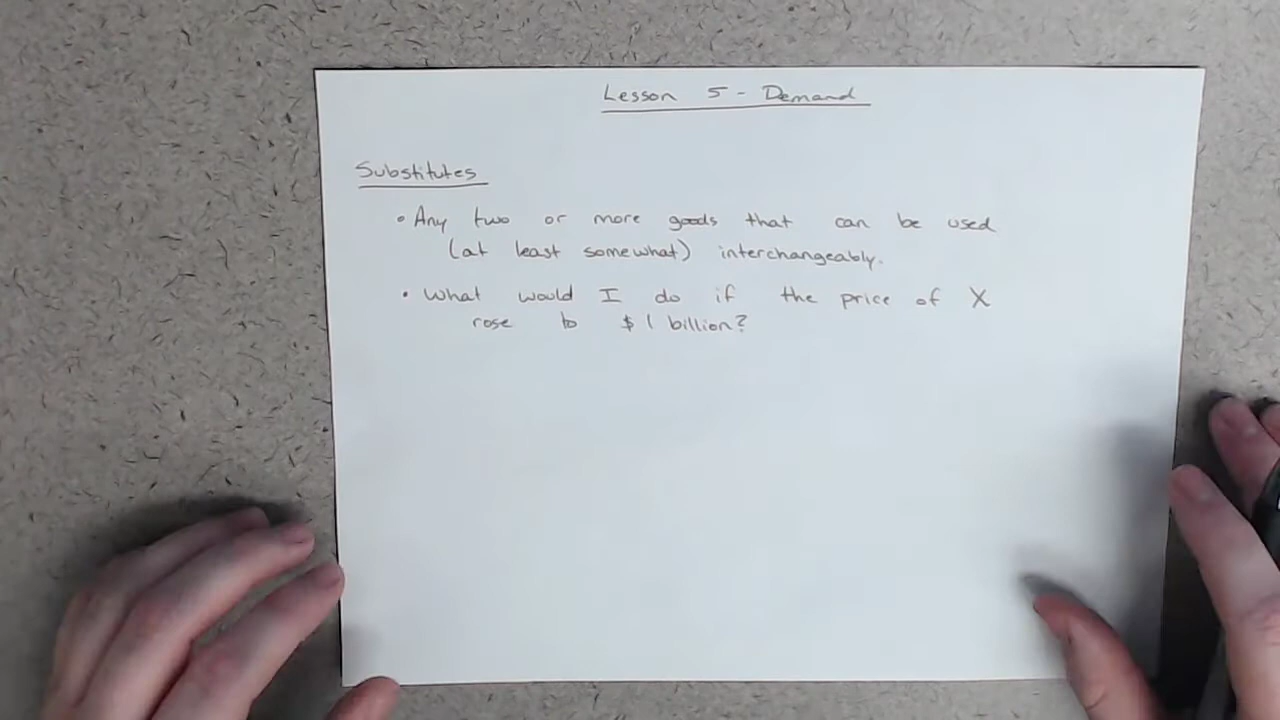 Lesson 5 - Demand
Substitutes
• Any two or more goods that can be used
(at least somewhat) interchangeably.
• What would I do if the price of X
rose to $1 billion?